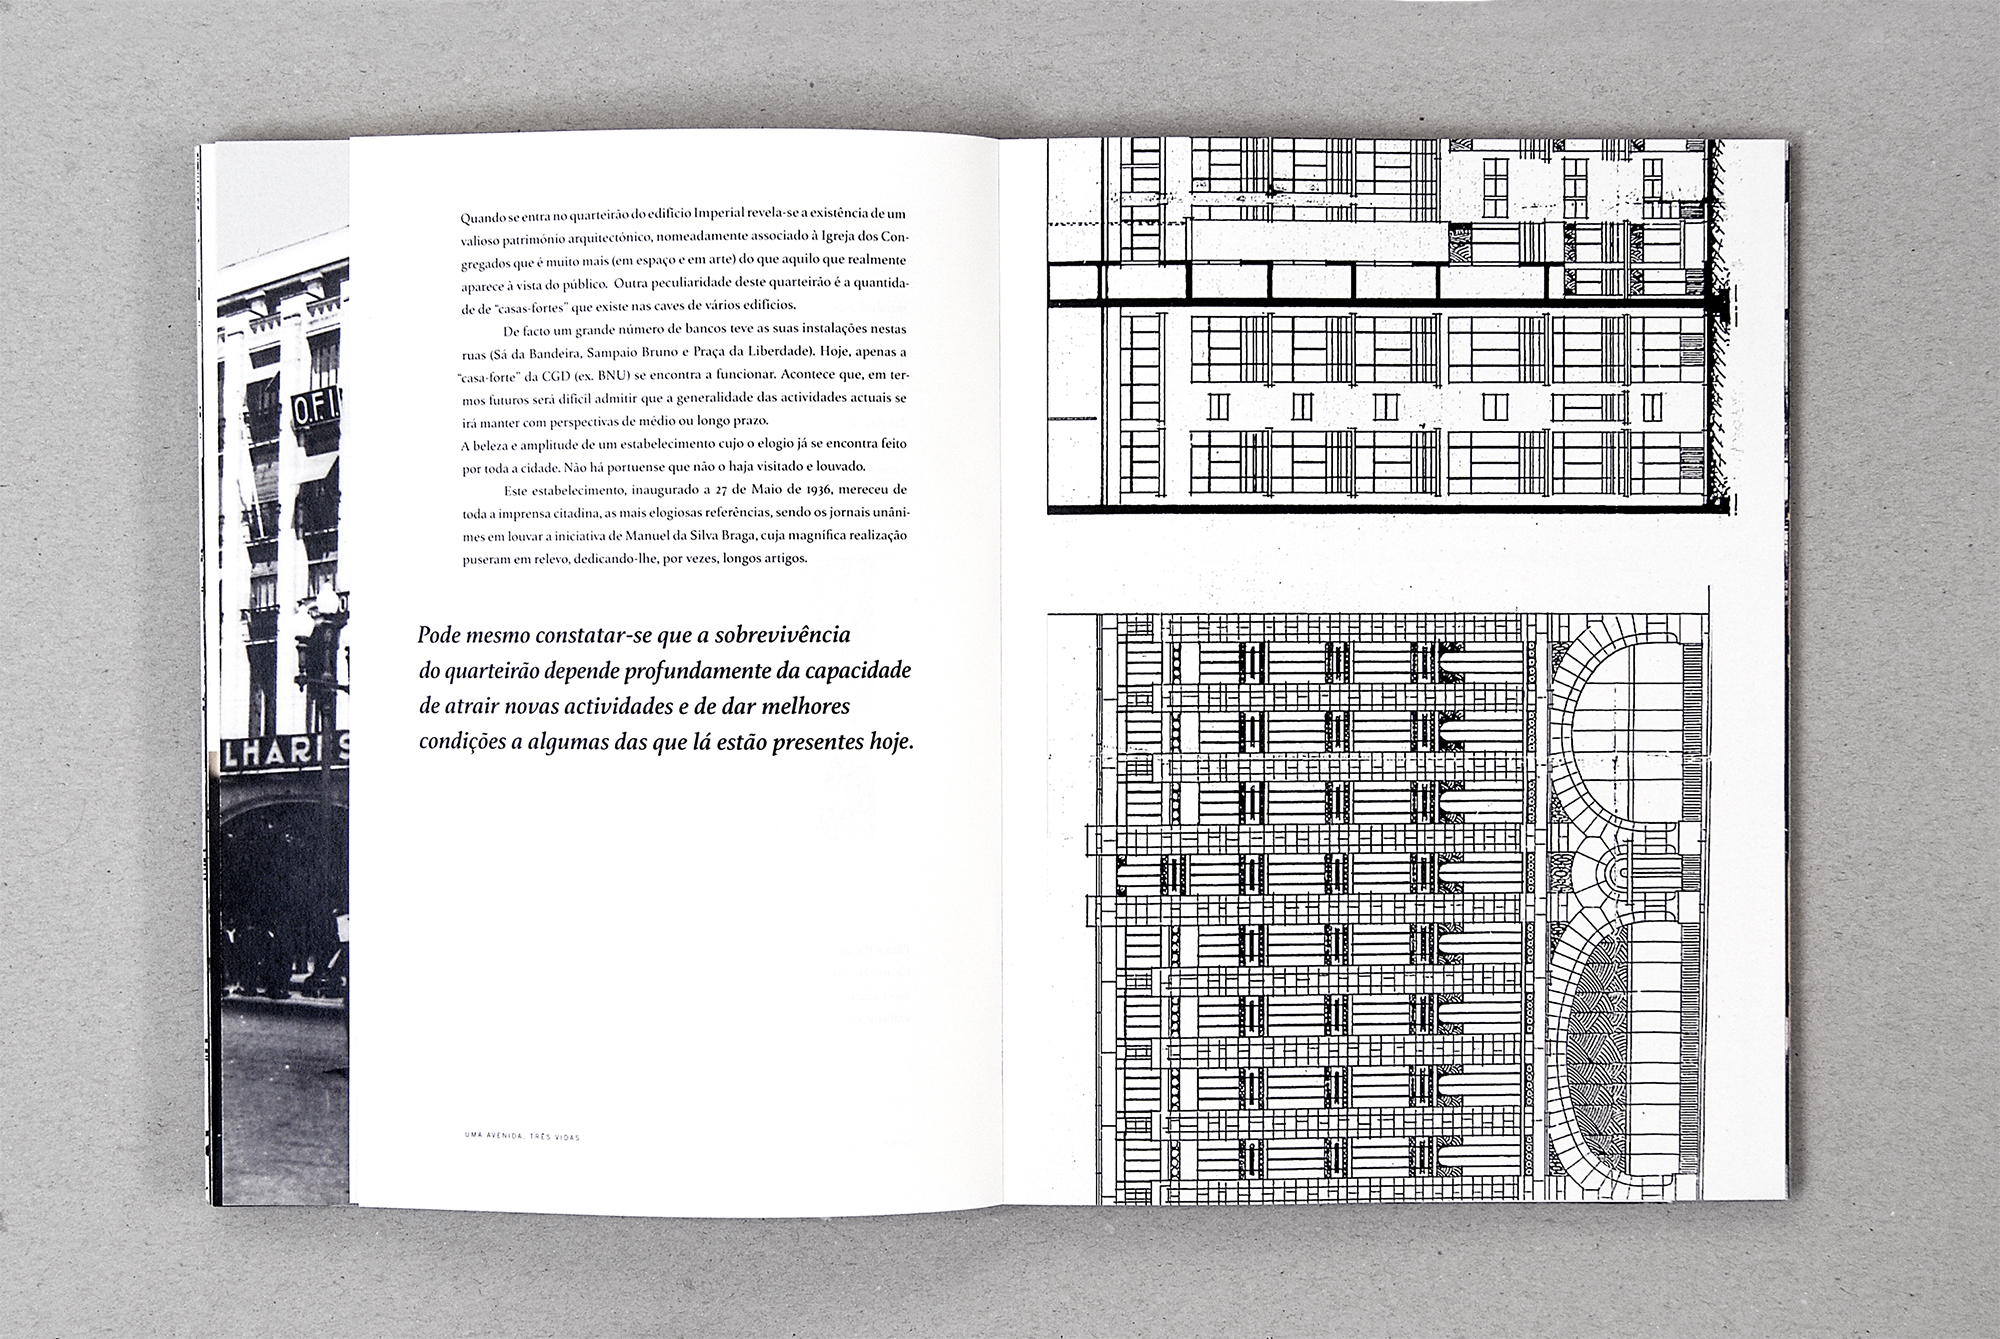 O.F.I.
LHARES
Quando se entra no quarteirão do edifício Imperial revela-se a existência de um
valioso património arquitectónico, nomeadamente associado à Igreja dos Con-
gregados que é muito mais (em espaço e em arte) do que aquilo que realmente
aparece à vista do público. Outra peculiaridade deste quarteirão é a quantida-
de de “casas-fortes” que existe nas caves de vários edifícios.
De facto um grande número de bancos teve as suas instalações nestas
ruas (Sá da Bandeira, Sampaio Bruno e Praça da Liberdade). Hoje, apenas a
“casa-forte” da CGD (ex. BNU) se encontra a funcionar. Acontece que, em ter-
mos futuros será difícil admitir que a generalidade das actividades actuais se
irá manter com perspectivas de médio ou longo prazo.
A beleza e amplitude de um estabelecimento cujo o elogio já se encontra feito
por toda a cidade. Não há portuense que não o haja visitado e louvado.
Este estabelecimento, inaugurado a 27 de Maio de 1936, mereceu de
toda a imprensa citadina, as mais elogiosas referências, sendo os jornais unâni-
mes em louvar a iniciativa de Manuel da Silva Braga, cuja magnífica realização
puseram em relevo, dedicando-lhe, por vezes, longos artigos.
Pode mesmo constatar-se que a sobrevivência
do quarteirão depende profundamente da capacidade
de atrair novas actividades e de dar melhores
condições a algumas das que lá estão presentes hoje.
UMA AVENIDA, TRÊS VIDAS